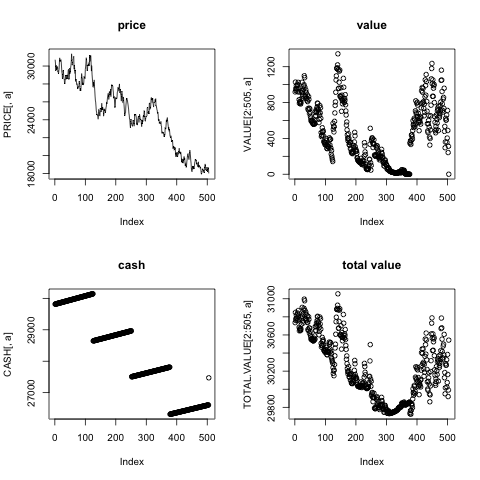 price
PRICE[, a]
18000 24000 30000
0 100 200 300 400 500
Index
value
VALUE[2:505, a]
0 400 800 1200
0 100 200 300 400 500
Index
cash
CASH[, a]
27000 29000
0 100 200 300 400 500
Index
total value
TOTAL.VALUE[2:505, a]
29800 30200 30600 31000
0 100 200 300 400 500
Index